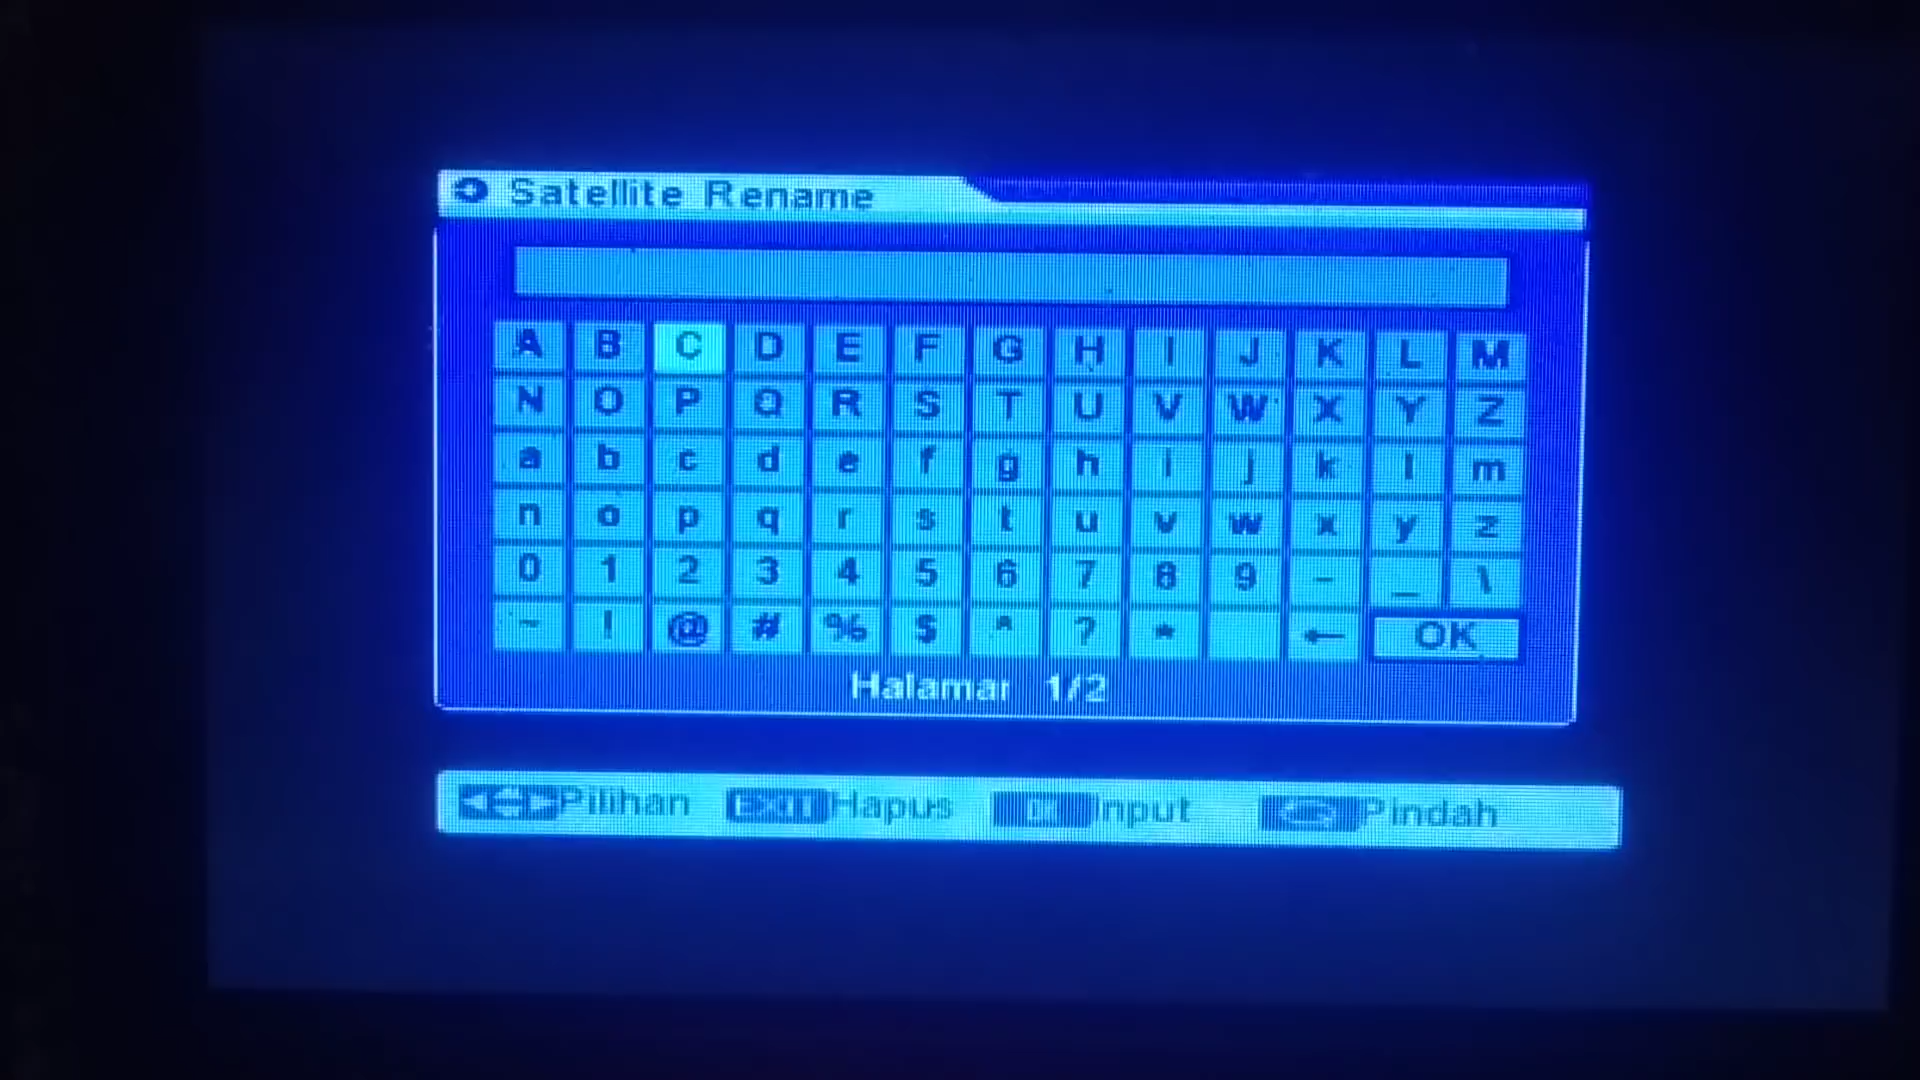 Satellite Rename
A B C D E F G H I J K L M
N O P Q R S T U V W X Y Z
a b c d e f g h i j k l m
n o p q r s t u v w x y z
0 1 2 3 4 5 6 7 8 9 - _ \
~ ! @ # % $ ^ ? * ← OK
Halaman 1/2
Pilihan EXIT Hapus OK Input Pindah